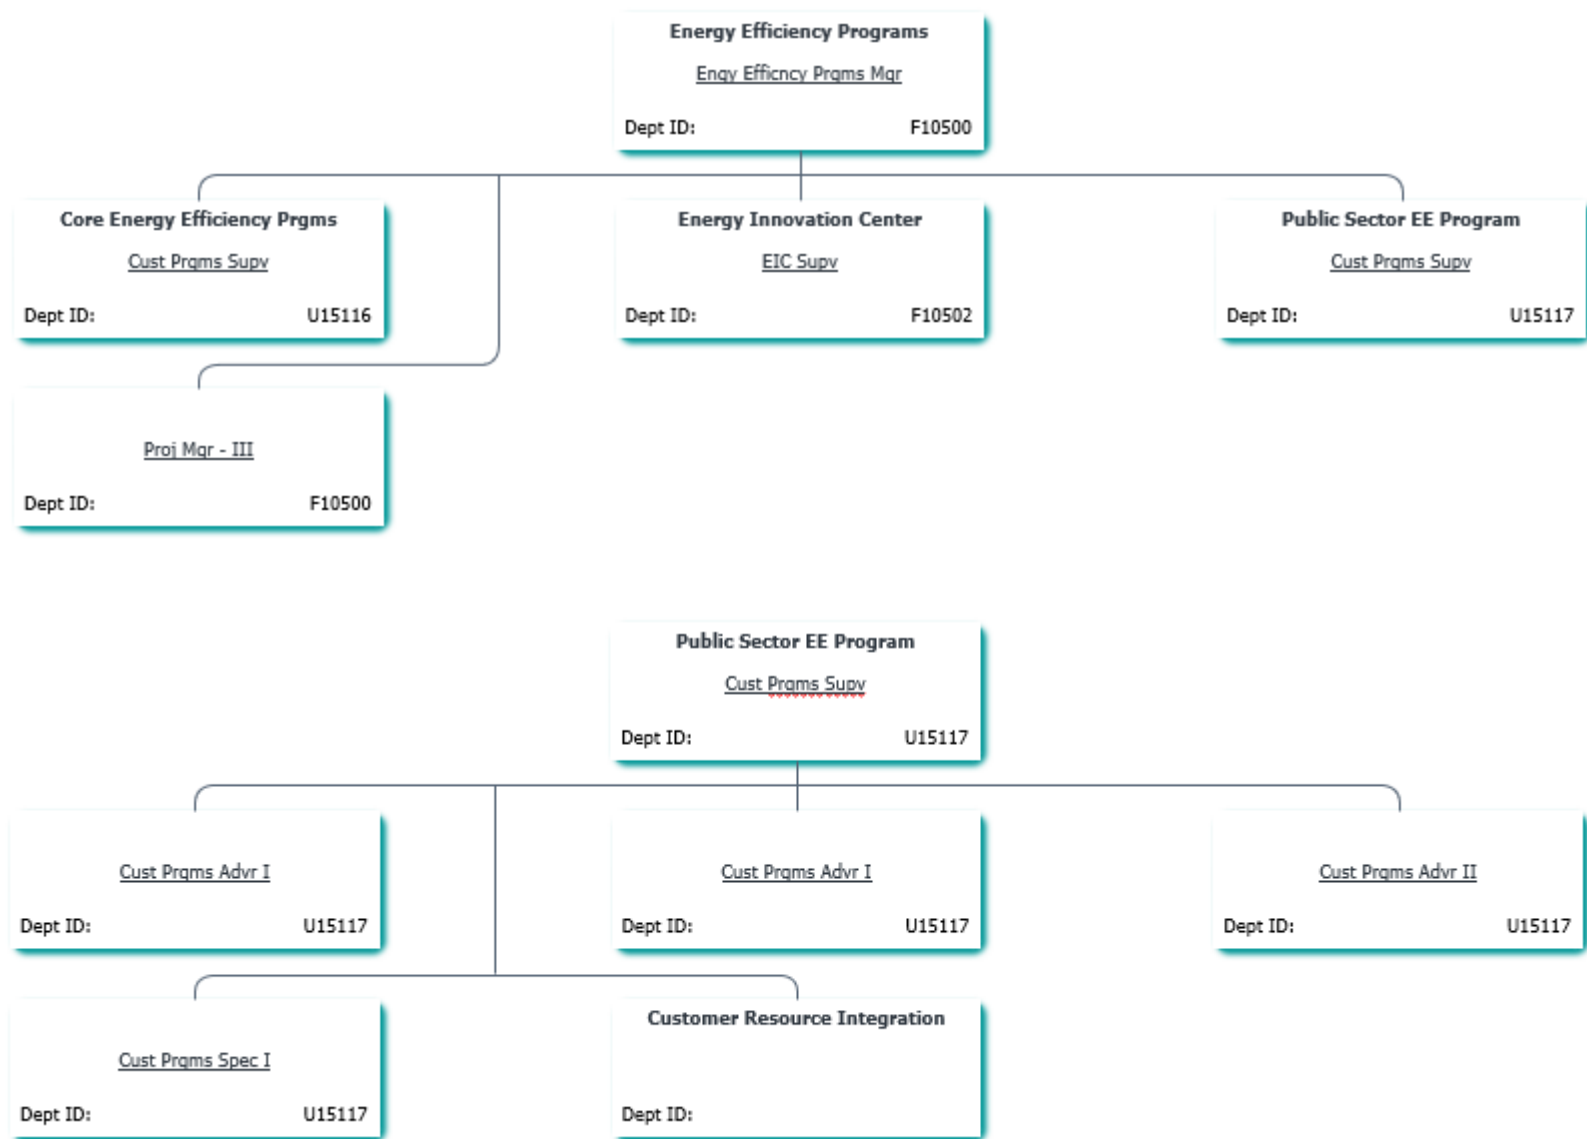 Energy Efficiency Programs
Engy Efficncy Prgms Mgr
Dept ID: F10500
Core Energy Efficiency Prgms
Cust Prgms Supv
Dept ID: U15116
Energy Innovation Center
EIC Supv
Dept ID: F10502
Public Sector EE Program
Cust Prgms Supv
Dept ID: U15117
Proj Mgr - III
Dept ID: F10500
Public Sector EE Program
Cust Prgms Supv
Dept ID: U15117
Cust Prgms Advr I
Dept ID: U15117
Cust Prgms Advr I
Dept ID: U15117
Cust Prgms Advr II
Dept ID: U15117
Cust Prgms Spec I
Dept ID: U15117
Customer Resource Integration
Dept ID: